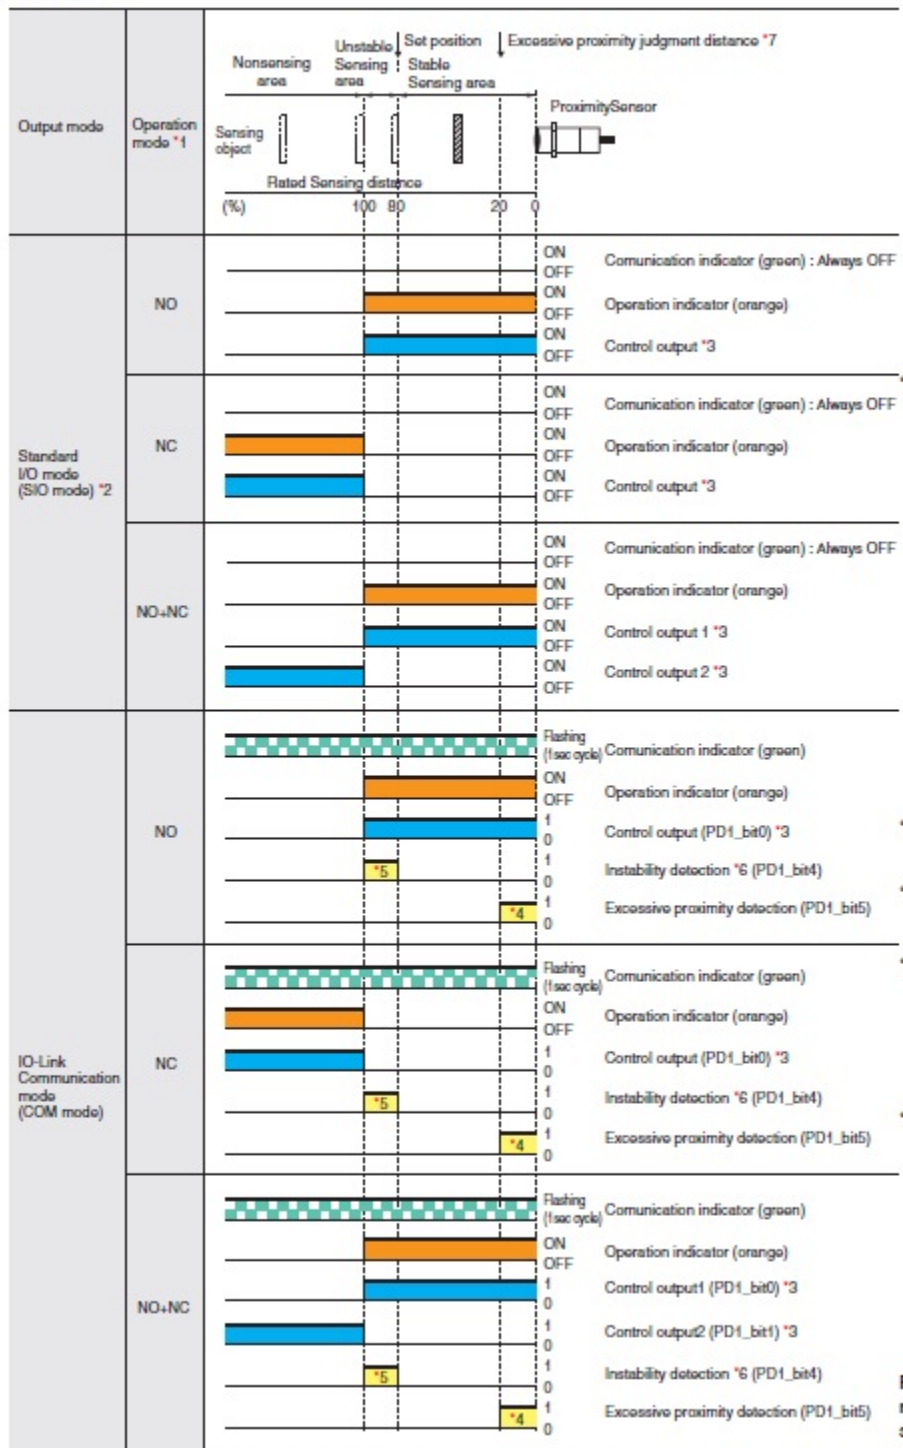 Output mode
Operation
mode *1
Nonsensing
area
Unstable
Sensing
area
Set position
Stable
Sensing area
Excessive proximity judgment distance *7
Sensing
object
ProximitySensor
Rated Sensing distance
(%)
100 80 20 0
Standard
I/O mode
(SIO mode) *2
NO
ON
OFF
Comunication indicator (green) : Always OFF
ON
OFF
Operation indicator (orange)
ON
OFF
Control output *3
NC
ON
OFF
Comunication indicator (green) : Always OFF
ON
OFF
Operation indicator (orange)
ON
OFF
Control output *3
NO+NC
ON
OFF
Comunication indicator (green) : Always OFF
ON
OFF
Operation indicator (orange)
ON
OFF
Control output 1 *3
ON
OFF
Control output 2 *3
IO-Link
Communication
mode
(COM mode)
NO
Flashing
(1sec cycle)
Comunication indicator (green)
ON
OFF
Operation indicator (orange)
1
0
Control output (PD1_bit0) *3
*5
1
0
Instability detection *6 (PD1_bit4)
*4
1
0
Excessive proximity detection (PD1_bit5)
NC
Flashing
(1sec cycle)
Comunication indicator (green)
ON
OFF
Operation indicator (orange)
1
0
Control output (PD1_bit0) *3
*5
1
0
Instability detection *6 (PD1_bit4)
*4
1
0
Excessive proximity detection (PD1_bit5)
NO+NC
Flashing
(1sec cycle)
Comunication indicator (green)
ON
OFF
Operation indicator (orange)
1
0
Control output1 (PD1_bit0) *3
1
0
Control output2 (PD1_bit1) *3
*5
1
0
Instability detection *6 (PD1_bit4)
*4
1
0
Excessive proximity detection (PD1_bit5)